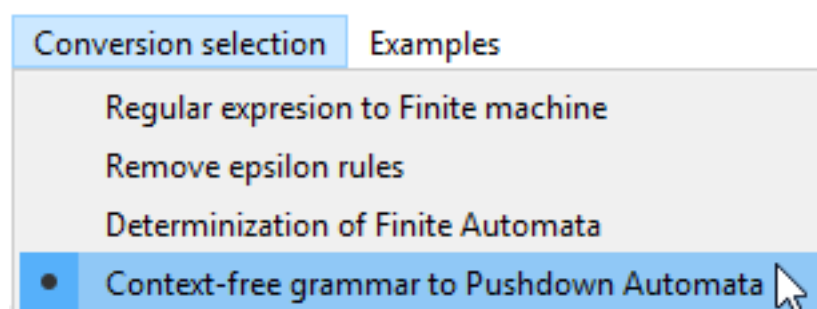 Conversion selection Examples
Regular expresion to Finite machine
Remove epsilon rules
Determinization of Finite Automata
Context-free grammar to Pushdown Automata